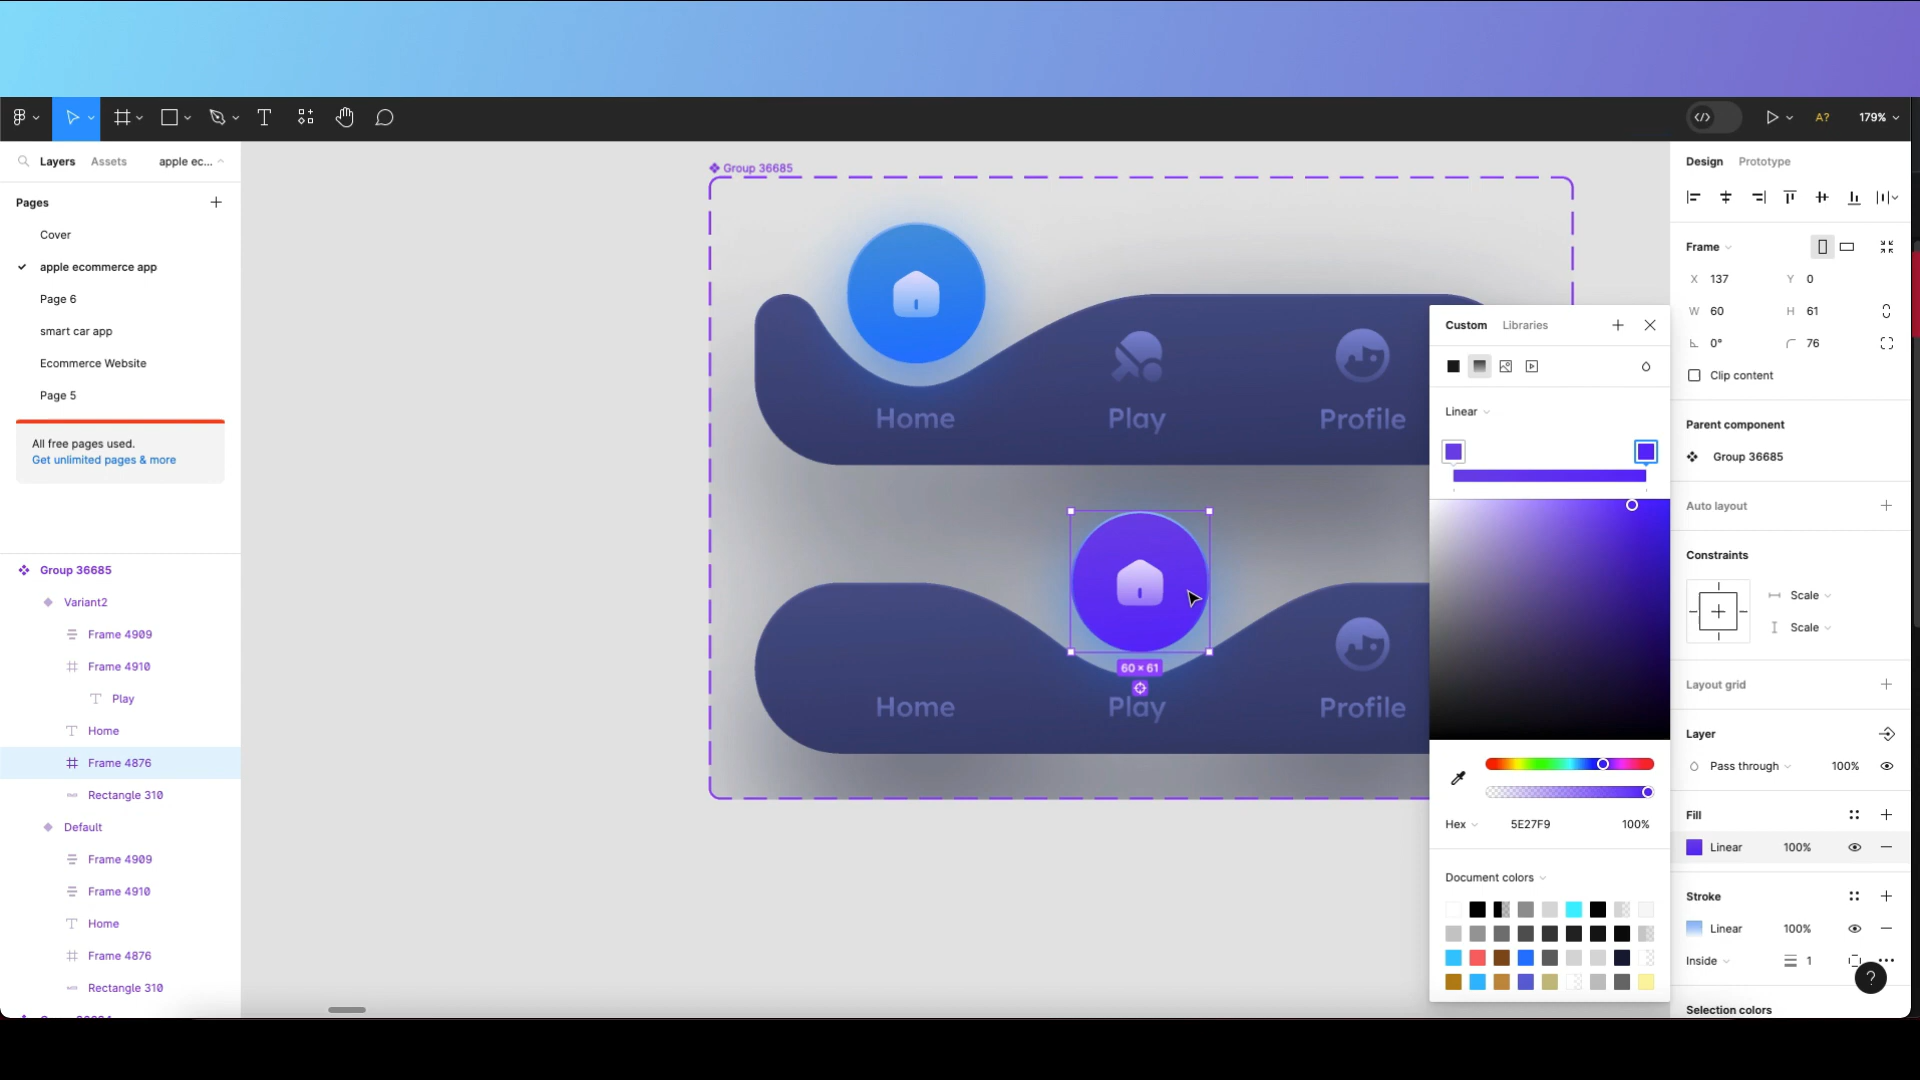 A?
179%
Layers
Assets
apple ec...
Pages
Cover
apple ecommerce app
Page 6
smart car app
Ecommerce Website
Page 5
All free pages used.
Get unlimited pages & more
Group 36685
Variant2
Frame 4909
Frame 4910
Play
Home
Frame 4876
Rectangle 310
Default
Frame 4909
Frame 4910
Home
Frame 4876
Rectangle 310
Group 36685
Home
Play
Profile
60 × 61
Home
Play
Profile
Custom
Libraries
Linear
Hex
5E27F9
100%
Document colors
Design
Prototype
Frame
X 137
Y 0
W 60
H 61
0°
76
Clip content
Parent component
Group 36685
Auto layout
Constraints
Scale
Scale
Layout grid
Layer
Pass through
100%
Fill
Linear
100%
Stroke
Linear
100%
Inside
1
?
Selection colors